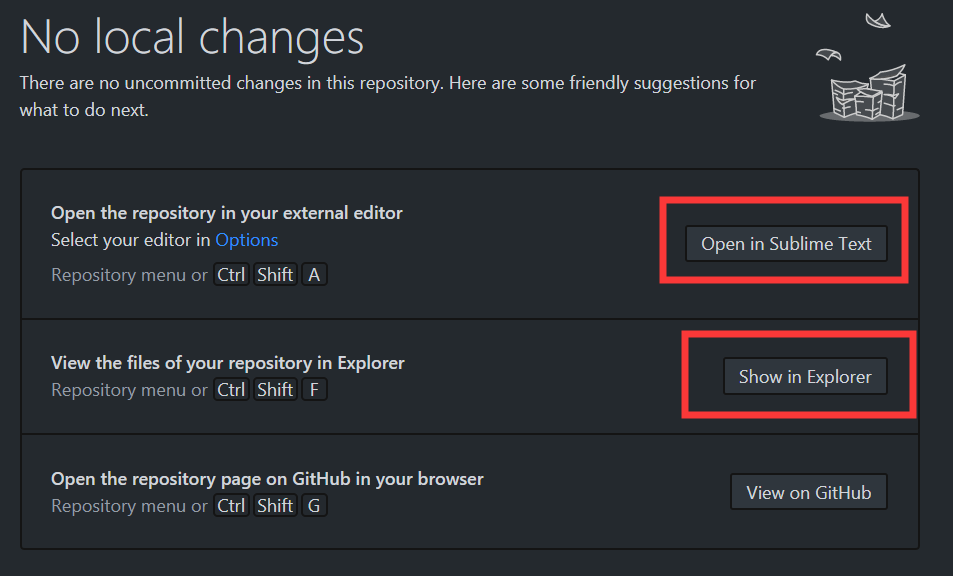 No local changes
There are no uncommitted changes in this repository. Here are some friendly suggestions for
what to do next.
Open the repository in your external editor
Select your editor in Options
Repository menu or Ctrl Shift A
Open in Sublime Text
View the files of your repository in Explorer
Repository menu or Ctrl Shift F
Show in Explorer
Open the repository page on GitHub in your browser
Repository menu or Ctrl Shift G
View on GitHub